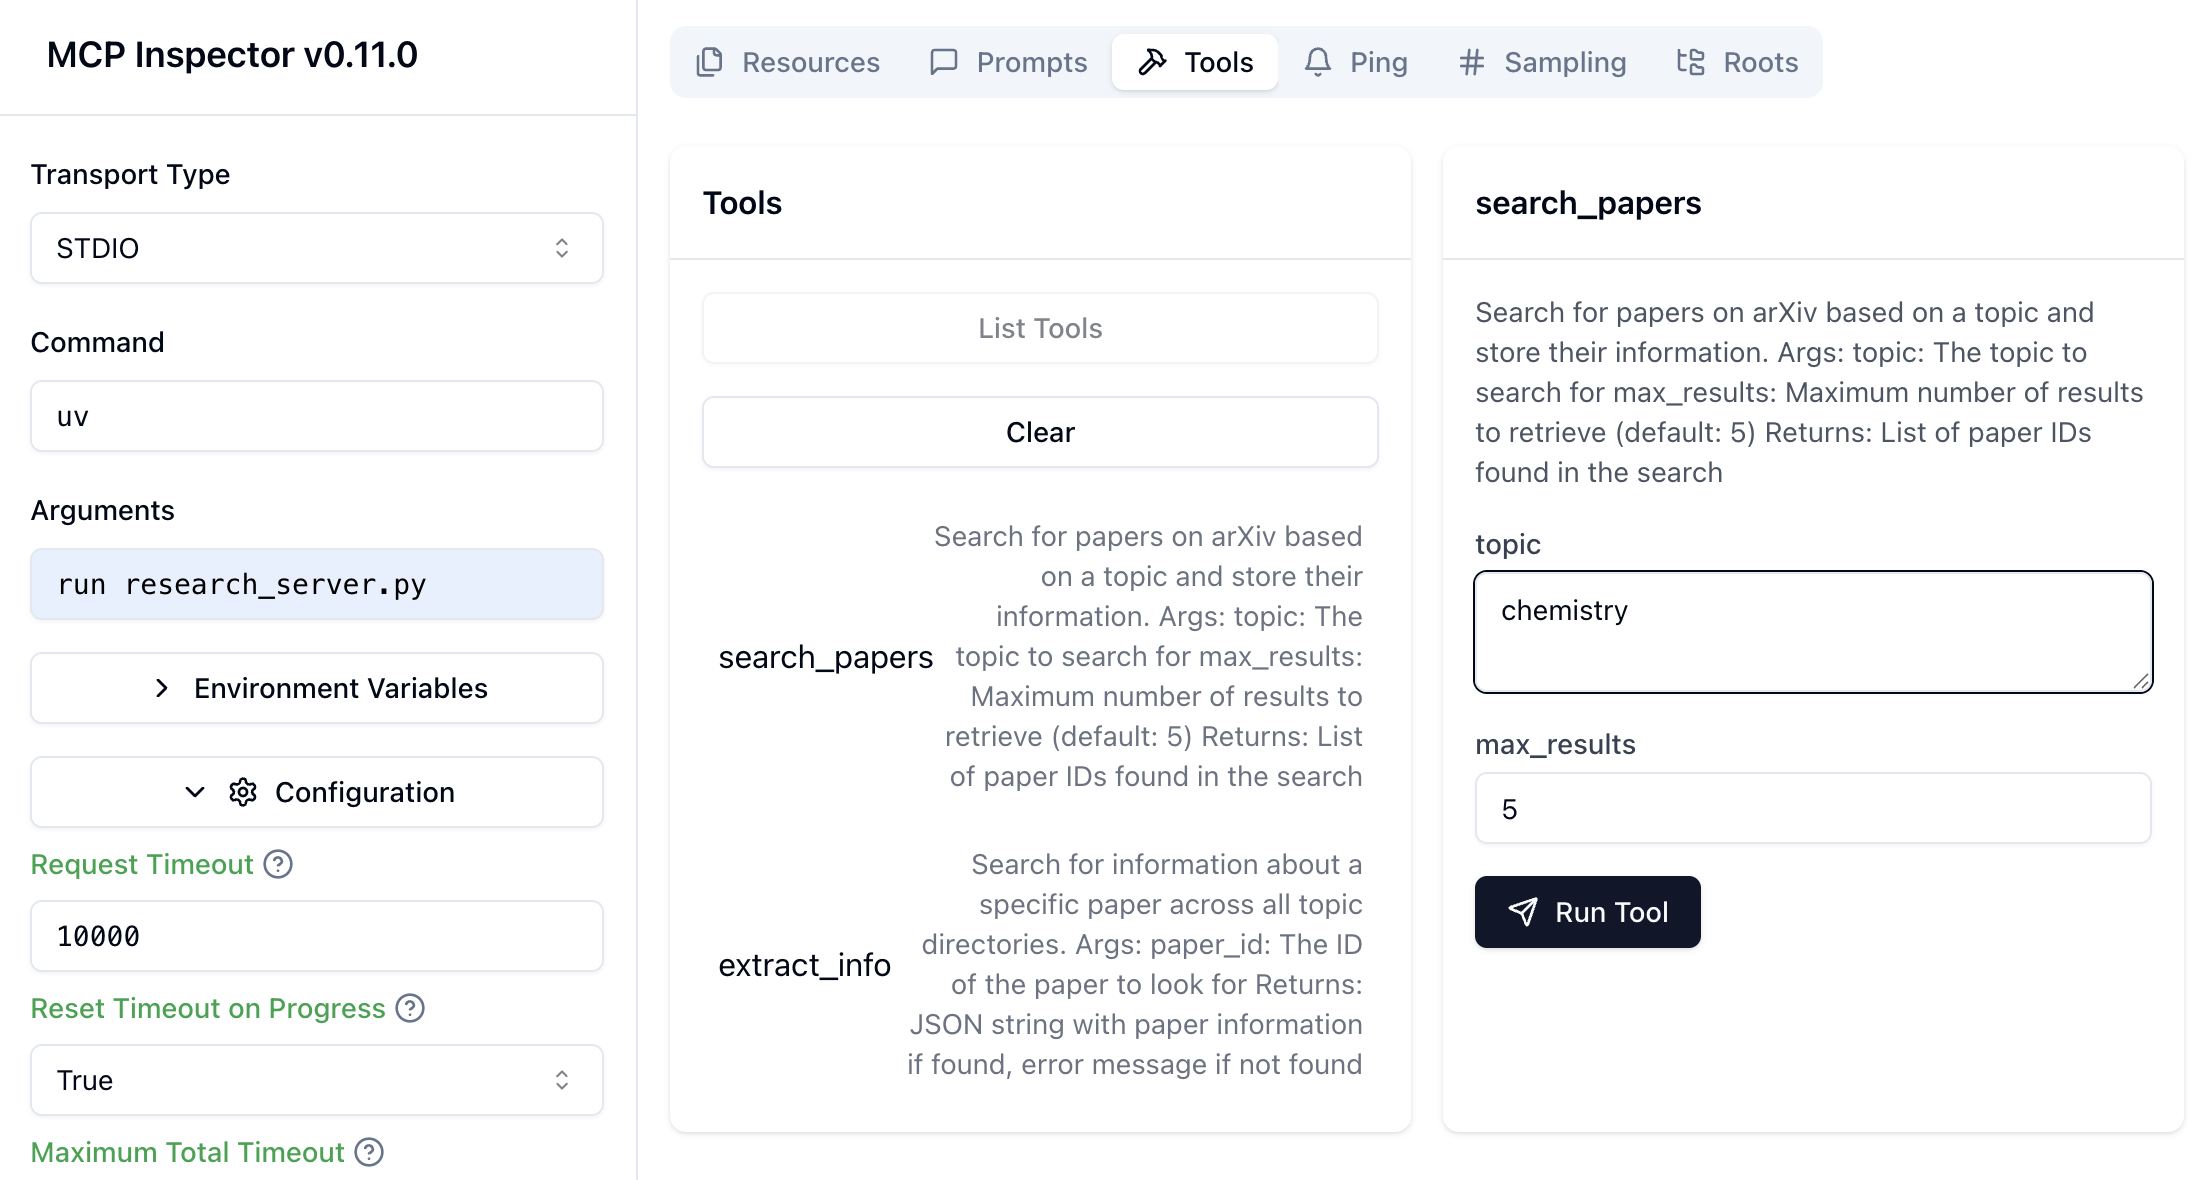 MCP Inspector v0.11.0
Transport Type
STDIO
Command
uv
Arguments
run research_server.py
Environment Variables
Configuration
Request Timeout
10000
Reset Timeout on Progress
True
Maximum Total Timeout
Resources
Prompts
Tools
Ping
Sampling
Roots
Tools
List Tools
Clear
search_papers
Search for papers on arXiv based
on a topic and store their
information. Args: topic: The
topic to search for max_results:
Maximum number of results to
retrieve (default: 5) Returns: List
of paper IDs found in the search
extract_info
Search for information about a
specific paper across all topic
directories. Args: paper_id: The ID
of the paper to look for Returns:
JSON string with paper information
if found, error message if not found
search_papers
Search for papers on arXiv based on a topic and
store their information. Args: topic: The topic to
search for max_results: Maximum number of results
to retrieve (default: 5) Returns: List of paper IDs
found in the search
topic
chemistry
max_results
5
Run Tool